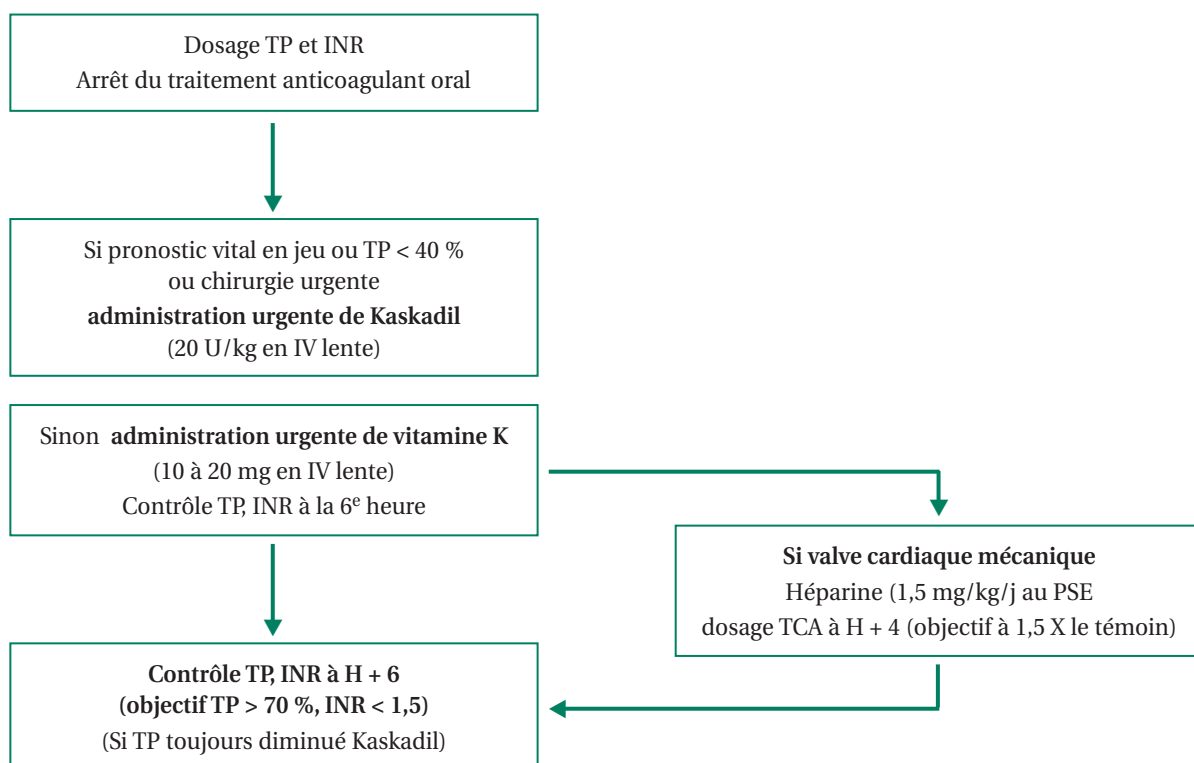 Dosage TP et INR
Arrêt du traitement anticoagulant oral
Si pronostic vital en jeu ou TP < 40 %
ou chirurgie urgente
administration urgente de Kaskadil
(20 U/kg en IV lente)
Sinon administration urgente de vitamine K
(10 à 20 mg en IV lente)
Contrôle TP, INR à la 6e heure
Si valve cardiaque mécanique
Héparine (1,5 mg/kg/j au PSE
dosage TCA à H + 4 (objectif à 1,5 X le témoin)
Contrôle TP, INR à H + 6
(objectif TP > 70 %, INR < 1,5)
(Si TP toujours diminué Kaskadil)